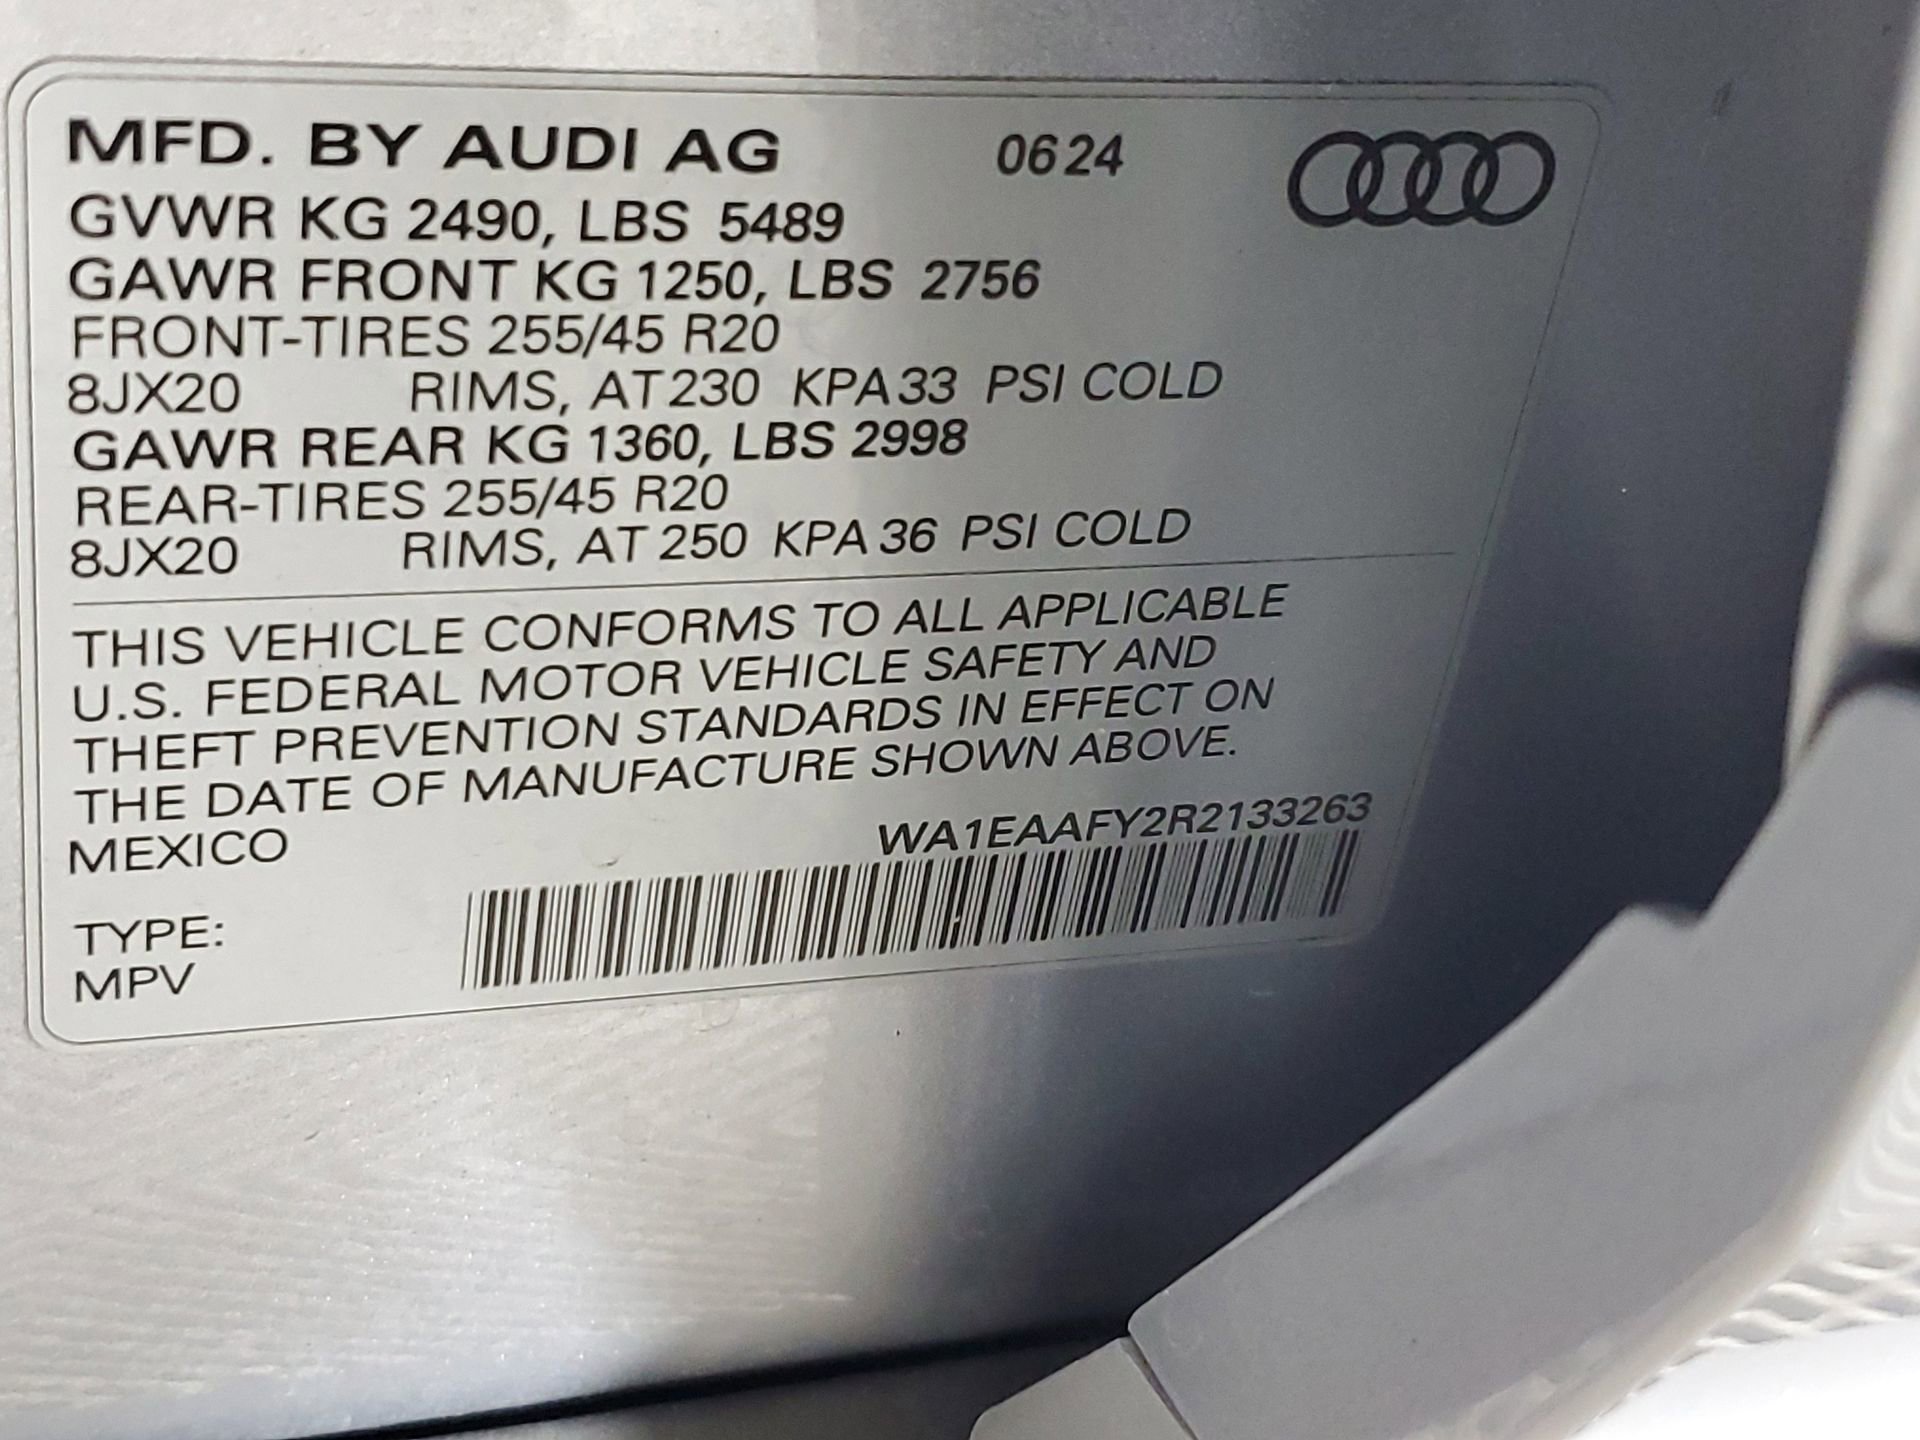 MFD. BY AUDI AG 0624
GVWR KG 2490, LBS 5489
GAWR FRONT KG 1250, LBS 2756
FRONT-TIRES 255/45 R20
8JX20 RIMS, AT 230 KPA 33 PSI COLD
GAWR REAR KG 1360, LBS 2998
REAR-TIRES 255/45 R20
8JX20 RIMS, AT 250 KPA 36 PSI COLD
THIS VEHICLE CONFORMS TO ALL APPLICABLE
U.S. FEDERAL MOTOR VEHICLE SAFETY AND
THEFT PREVENTION STANDARDS IN EFFECT ON
THE DATE OF MANUFACTURE SHOWN ABOVE.
MEXICO WA1EAAFY2R2133263
TYPE:
MPV